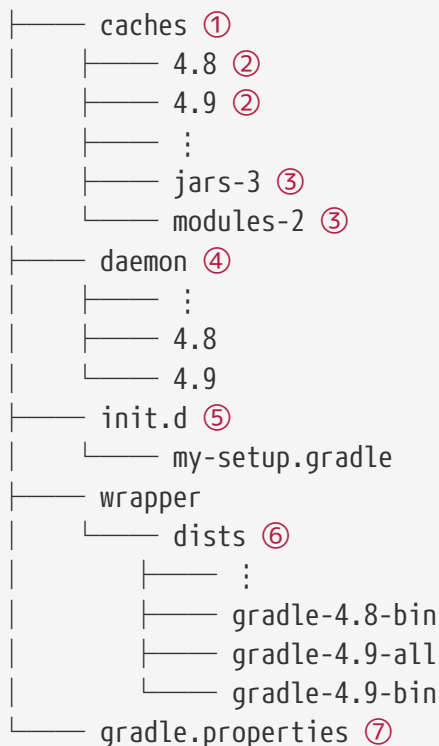 ├── caches ①
│   ├── 4.8 ②
│   ├── 4.9 ②
│   ├── ⋮
│   ├── jars-3 ③
│   └── modules-2 ③
├── daemon ④
│   ├── ⋮
│   ├── 4.8
│   └── 4.9
├── init.d ⑤
│   └── my-setup.gradle
├── wrapper
│   └── dists ⑥
│       ├── ⋮
│       ├── gradle-4.8-bin
│       ├── gradle-4.9-all
│       └── gradle-4.9-bin
└── gradle.properties ⑦